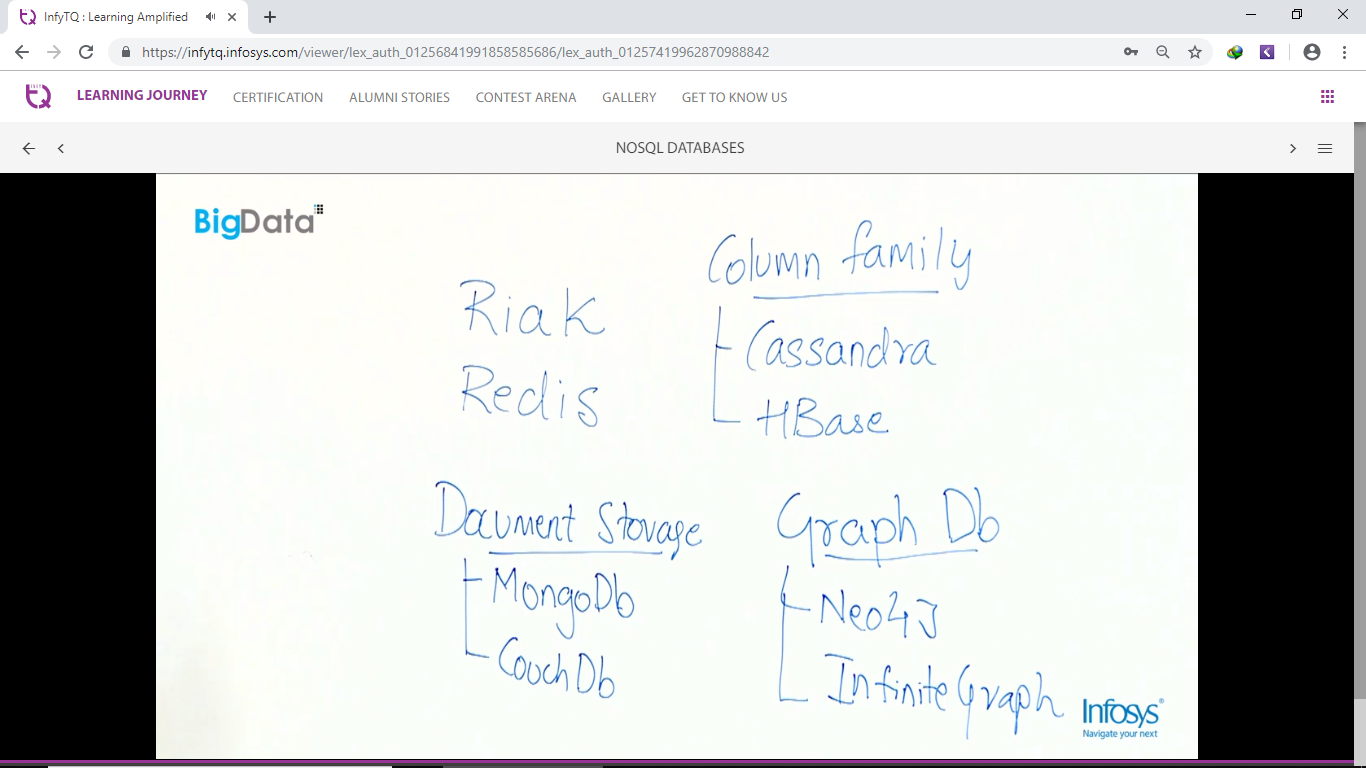 InfyTQ : Learning Amplified
https://infytq.infosys.com/viewer/lex_auth_01256841991858585686/lex_auth_01257419962870988842
LEARNING JOURNEY CERTIFICATION ALUMNI STORIES CONTEST ARENA GALLERY GET TO KNOW US
NOSQL DATABASES
BigData
Riak
Redis
Column family
Cassandra
HBase
Document Storage
MongoDb
CouchDb
Graph Db
Neo4J
InfiniteGraph
Infosys®
Navigate your next